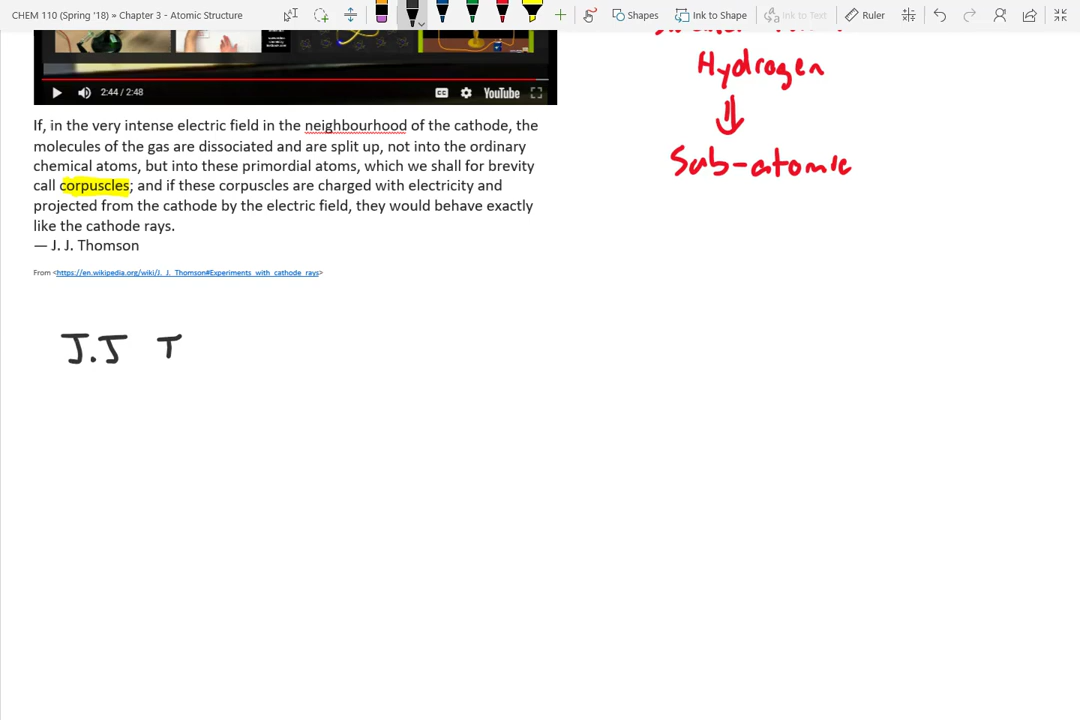 CHEM 110 (Spring '18) » Chapter 3 - Atomic Structure
Shapes
Ink to Shape
Ink to Text
Ruler
Hydrogen
2:44 / 2:48
CC
YouTube
If, in the very intense electric field in the neighbourhood of the cathode, the
molecules of the gas are dissociated and are split up, not into the ordinary
chemical atoms, but into these primordial atoms, which we shall for brevity
call corpuscles; and if these corpuscles are charged with electricity and
projected from the cathode by the electric field, they would behave exactly
like the cathode rays.
— J. J. Thomson
Sub-atomic
From <https://en.wikipedia.org/wiki/J._J._Thomson#Experiments_with_cathode_rays>
J.J T